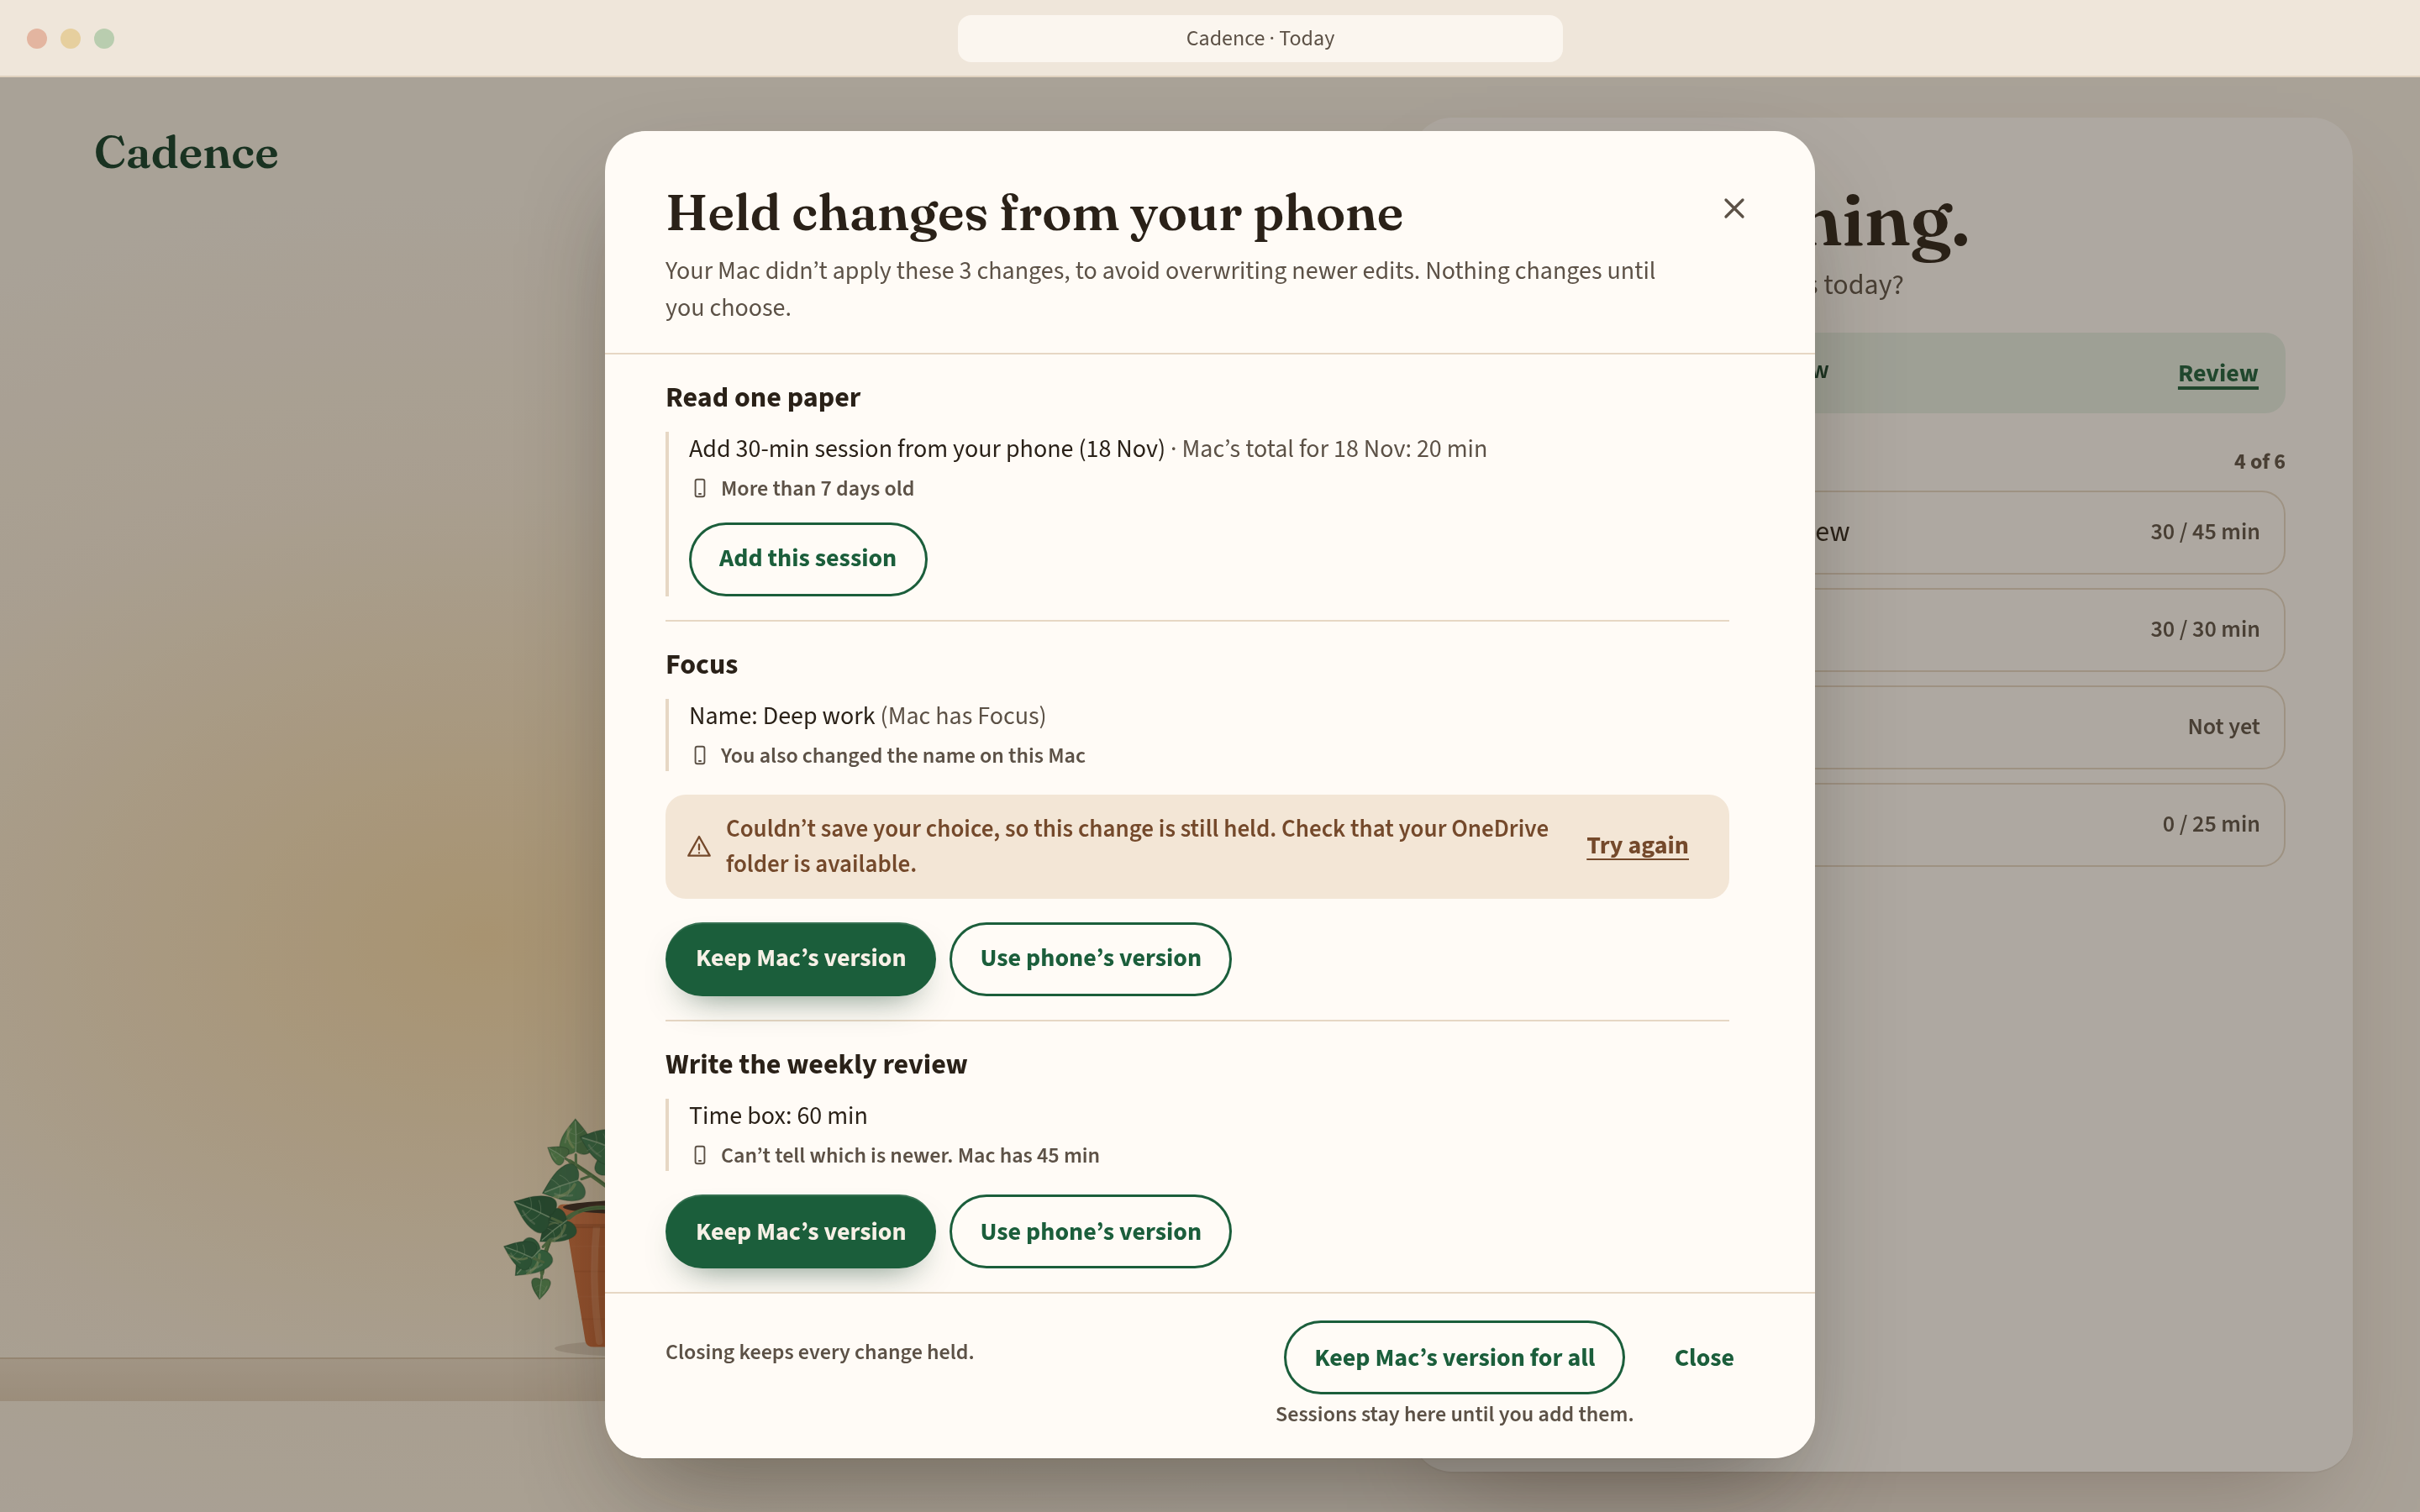 Cadence · Today
Cadence
Held changes from your phone
Your Mac didn’t apply these 3 changes, to avoid overwriting newer edits. Nothing changes until
you choose.
Read one paper
Add 30-min session from your phone (18 Nov) · Mac’s total for 18 Nov: 20 min
More than 7 days old
Add this session
Focus
Name: Deep work (Mac has Focus)
You also changed the name on this Mac
Couldn’t save your choice, so this change is still held. Check that your OneDrive
folder is available.
Try again
Keep Mac’s version
Use phone’s version
Write the weekly review
Time box: 60 min
Can’t tell which is newer. Mac has 45 min
Keep Mac’s version
Use phone’s version
Closing keeps every change held.
Keep Mac’s version for all
Close
Sessions stay here until you add them.
today?
Review
4 of 6
30 / 45 min
30 / 30 min
Not yet
0 / 25 min